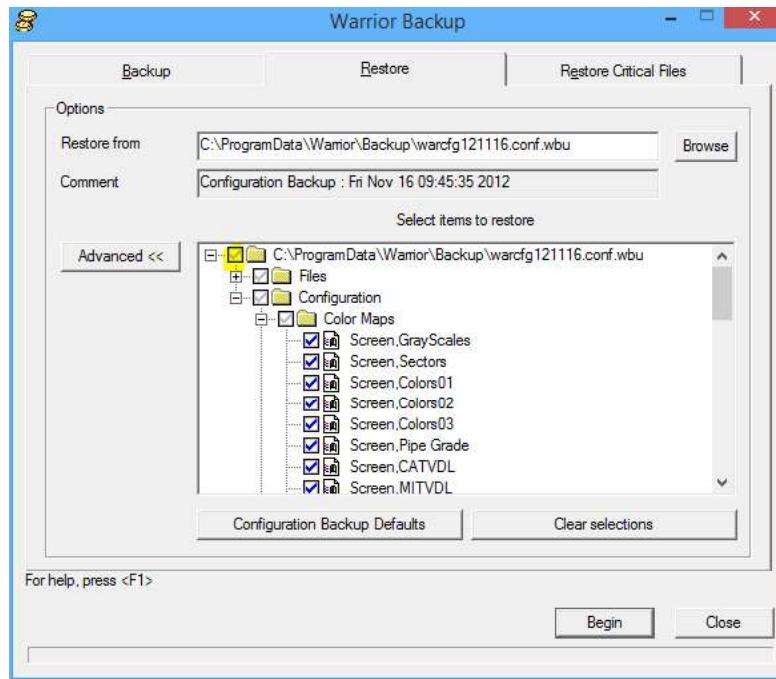 Warrior Backup
Backup
Restore
Restore Critical Files
Options
Restore from
C:\ProgramData\Warrior\Backup\warcfg121116.conf.wbu
Browse
Comment
Configuration Backup : Fri Nov 16 09:45:35 2012
Select items to restore
Advanced <<
C:\ProgramData\Warrior\Backup\warcfg121116.conf.wbu
Files
Configuration
Color Maps
Screen,GrayScales
Screen,Sectors
Screen,Colors01
Screen,Colors02
Screen,Colors03
Screen,Pipe Grade
Screen,CATVDL
Screen,MITVDL
Configuration Backup Defaults
Clear selections
For help, press <F1>
Begin
Close